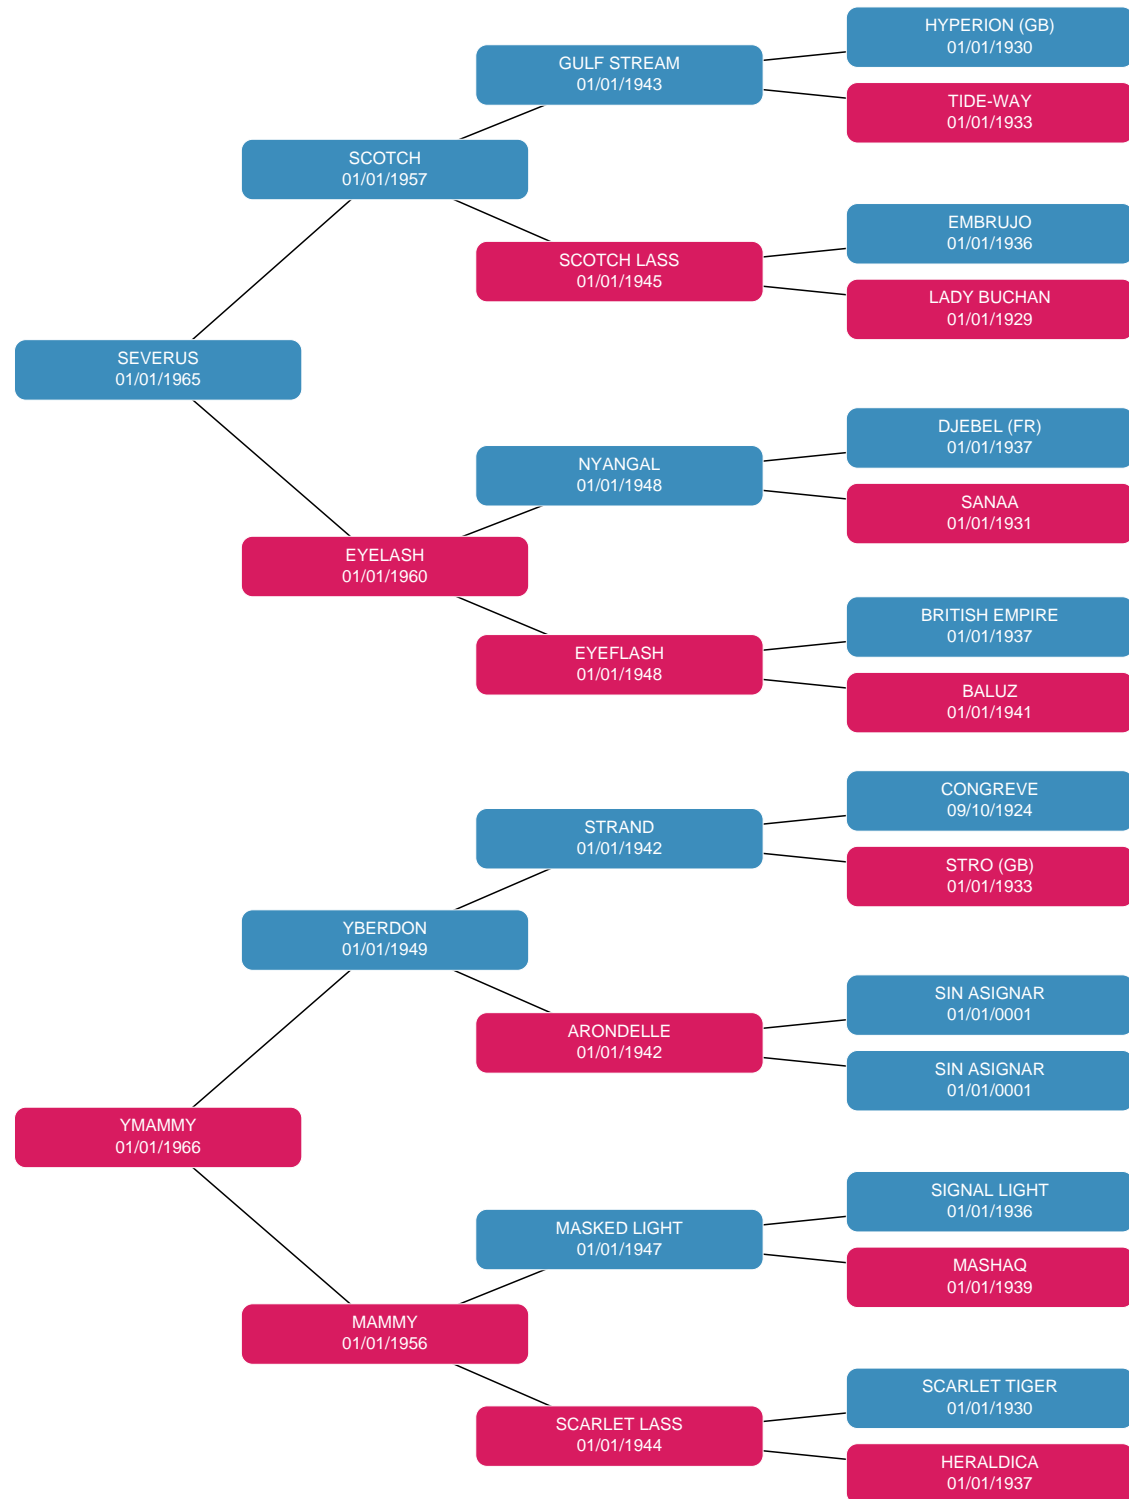 HYPERION (GB)
01/01/1930
GULF STREAM
01/01/1943
TIDE-WAY
01/01/1933
SCOTCH
01/01/1957
EMBRUJO
01/01/1936
SCOTCH LASS
01/01/1945
LADY BUCHAN
01/01/1929
SEVERUS
01/01/1965
DJEBEL (FR)
01/01/1937
NYANGAL
01/01/1948
SANAA
01/01/1931
EYELASH
01/01/1960
BRITISH EMPIRE
01/01/1937
EYEFLASH
01/01/1948
BALUZ
01/01/1941
CONGREVE
09/10/1924
STRAND
01/01/1942
STRO (GB)
01/01/1933
YBERDON
01/01/1949
SIN ASIGNAR
01/01/0001
ARONDELLE
01/01/1942
SIN ASIGNAR
01/01/0001
YMAMMY
01/01/1966
SIGNAL LIGHT
01/01/1936
MASKED LIGHT
01/01/1947
MASHAQ
01/01/1939
MAMMY
01/01/1956
SCARLET TIGER
01/01/1930
SCARLET LASS
01/01/1944
HERALDICA
01/01/1937